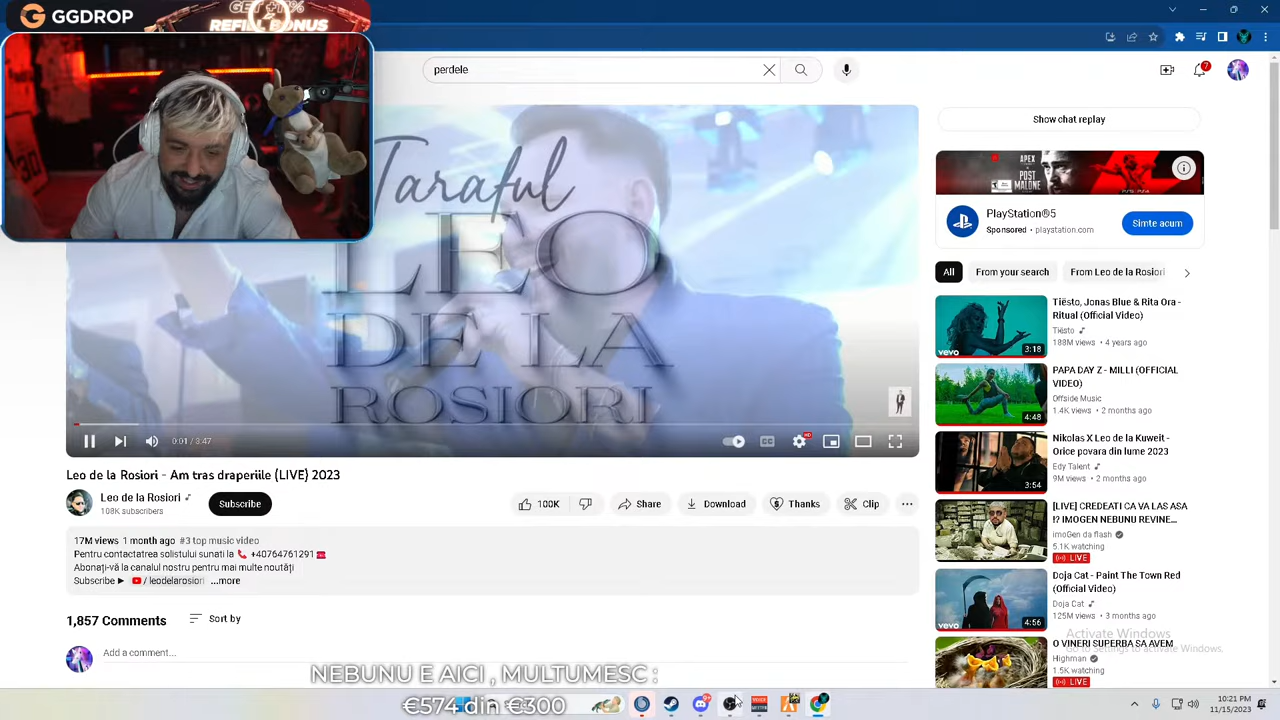 GGDROP
GET +11%
REFILL BONUS
perdele
7
Taraful
LEO
DE LA
ROSIORI
0:01 / 3:47
CC
HD
Leo de la Rosiori - Am tras draperiile (LIVE) 2023
Leo de la Rosiori
108K subscribers
Subscribe
100K
Share
Download
Thanks
Clip
17M views 1 month ago #3 top music video
Pentru contactatrea solistului sunati la 📞 +40764761291 ☎️
Abonați-vă la canalul nostru pentru mai multe noutăți
Subscribe ► / leodelarosiori ...more
1,857 Comments
Sort by
Add a comment...
NEBUNU E AICI , MULTUMESC :
€574 din €300
Show chat replay
APEX
POST
MALONE
PlayStation®5
Sponsored • playstation.com
Simte acum
All
From your search
From Leo de la Rosiori
Tiësto, Jonas Blue & Rita Ora -
Ritual (Official Video)
Tiësto
188M views • 4 years ago
vevo
3:18
PAPA DAY Z - MILLI (OFFICIAL
VIDEO)
Offside Music
1.4K views • 2 months ago
4:48
Nikolas X Leo de la Kuweit -
Orice povara din lume 2023
Edy Talent
9M views • 2 months ago
3:54
[LIVE] CREDEATI CA VA LAS ASA
!? IMOGEN NEBUNU REVINE...
imoGen da flash
5.1K watching
LIVE
Doja Cat - Paint The Town Red
(Official Video)
Doja Cat
125M views • 3 months ago
vevo
4:56
O VINERI SUPERBA SA AVEM
Highman
1.5K watching
LIVE
Activate Windows
Go to Settings to activate Windows.
10:21 PM
11/15/2023